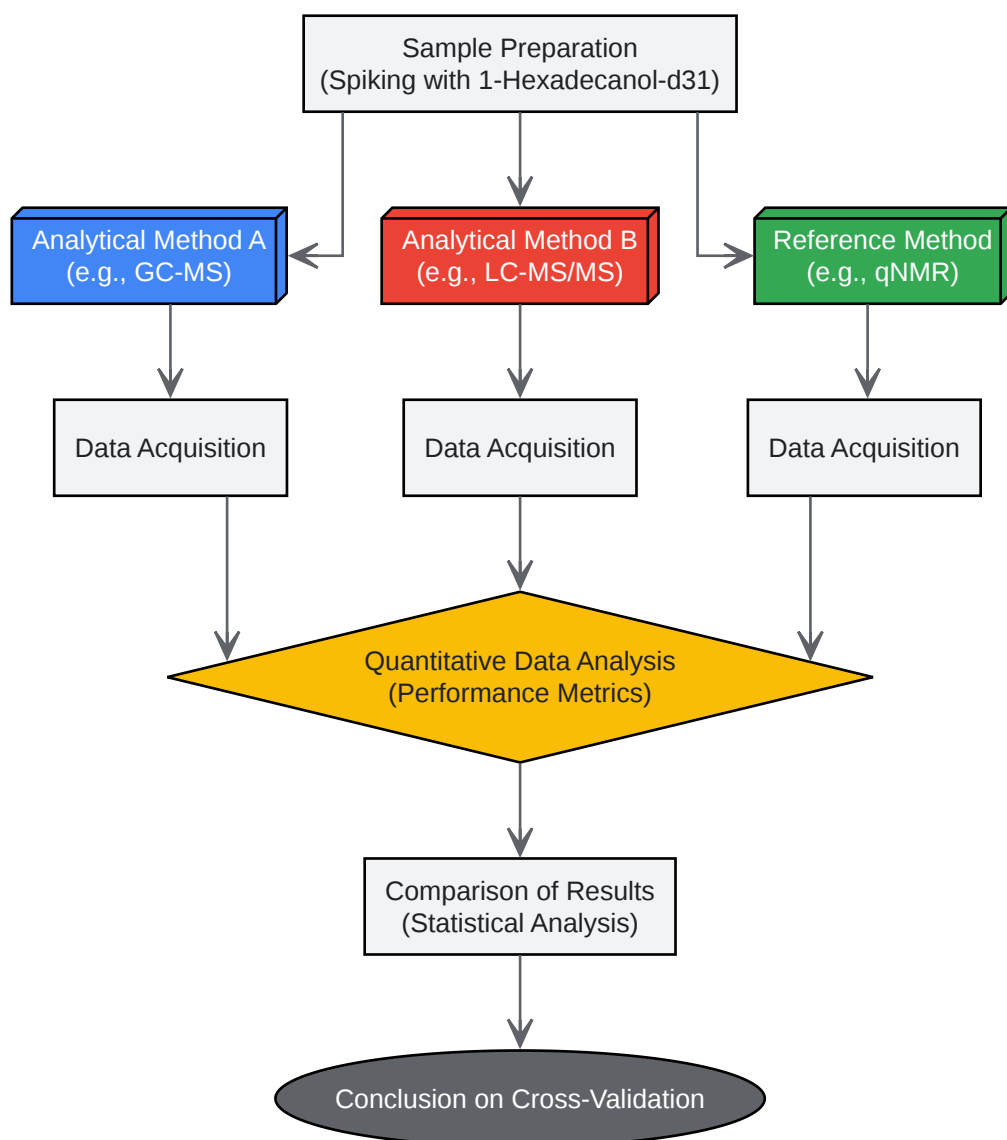 Sample Preparation
(Spiking with 1-Hexadecanol-d31)
Analytical Method A
(e.g., GC-MS)
Analytical Method B
(e.g., LC-MS/MS)
Reference Method
(e.g., qNMR)
Data Acquisition
Data Acquisition
Data Acquisition
Quantitative Data Analysis
(Performance Metrics)
Comparison of Results
(Statistical Analysis)
Conclusion on Cross-Validation